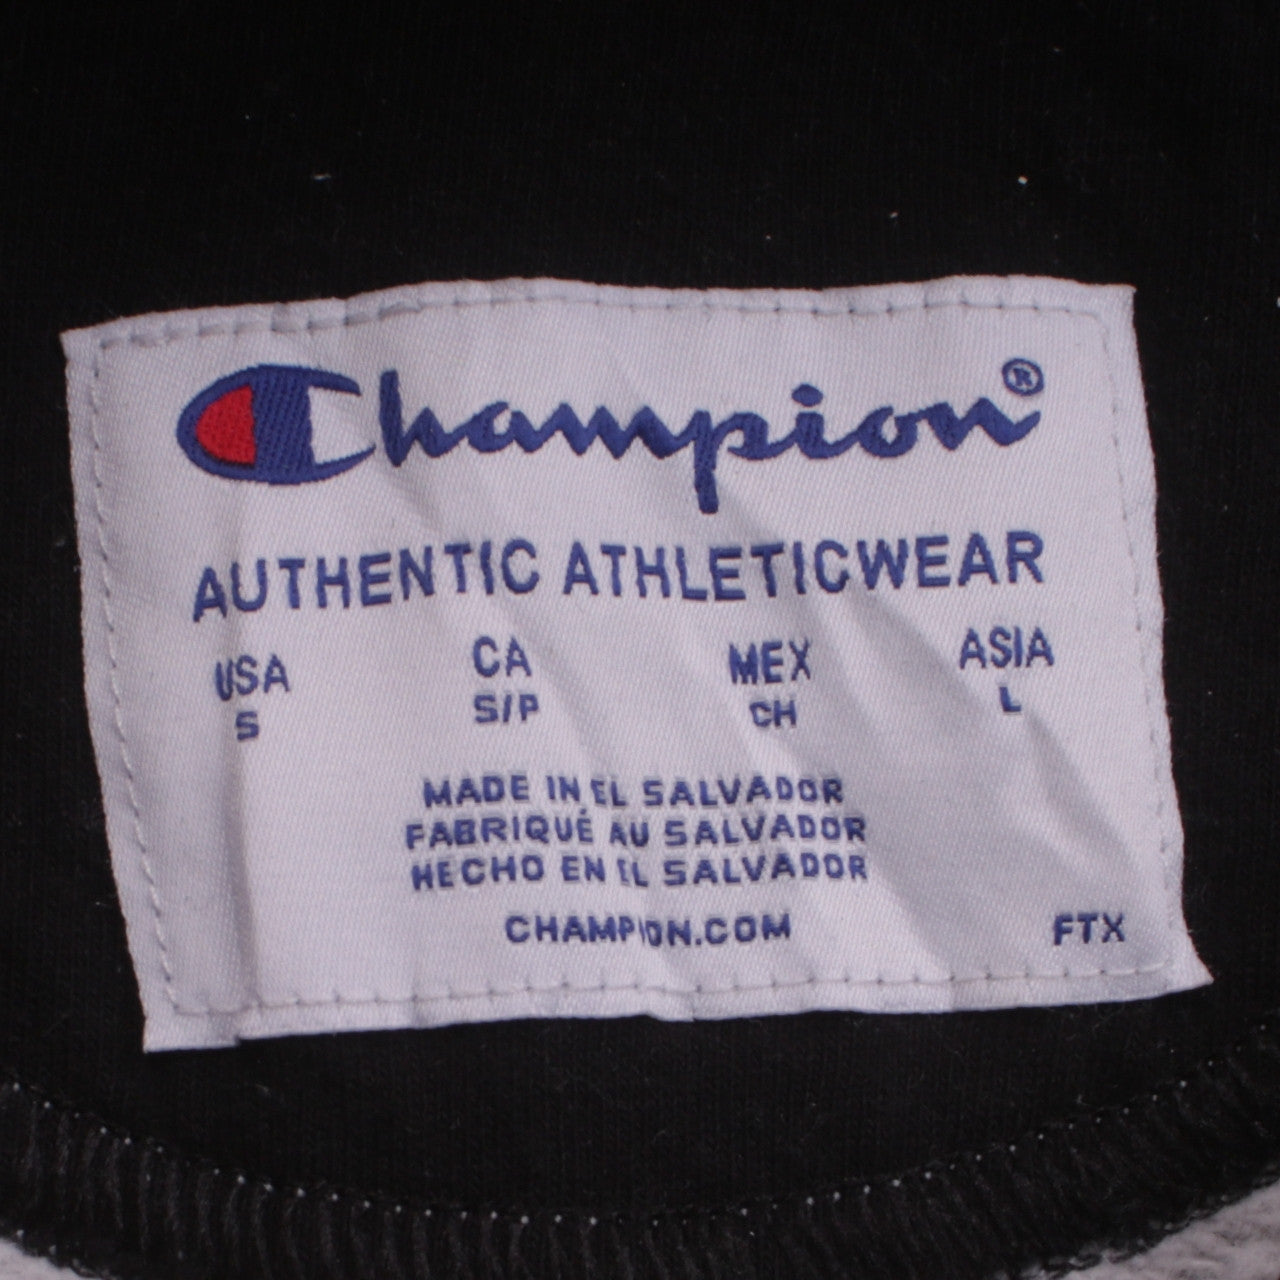 Champion®
AUTHENTIC ATHLETICWEAR
USA CA MEX ASIA
S S/P CH L
MADE IN EL SALVADOR
FABRIQUÉ AU SALVADOR
HECHO EN EL SALVADOR
CHAMPION.COM FTX